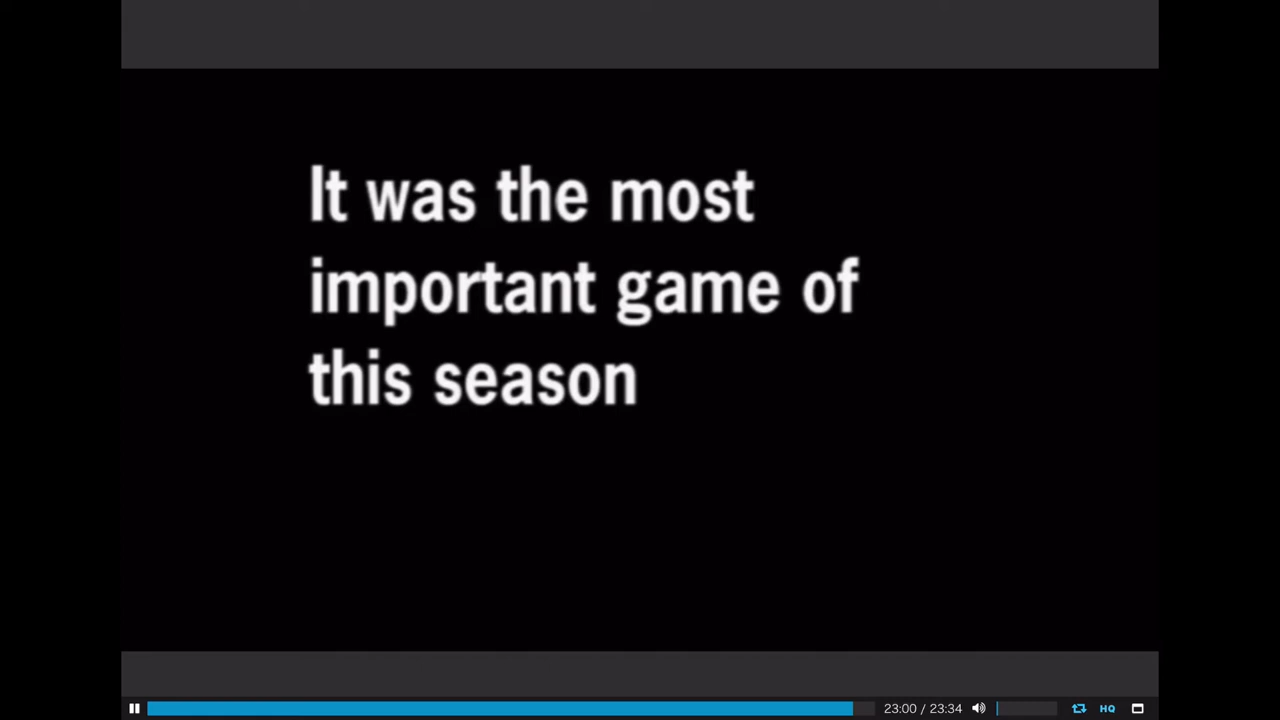 It was the most
important game of
this season
23:00 / 23:34
HQ